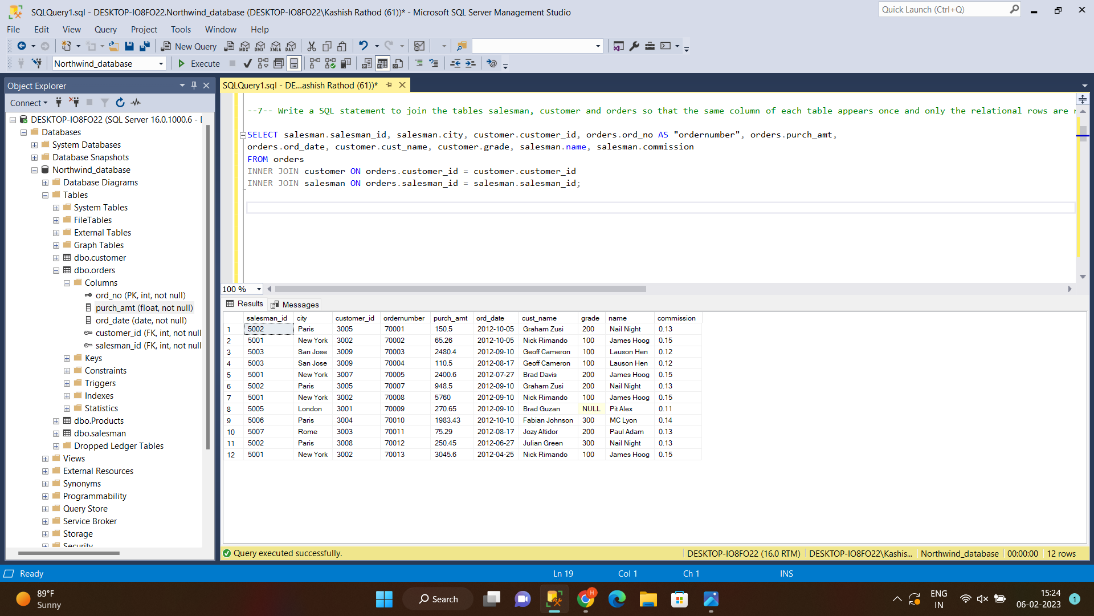 SQLQuery1.sql - DESKTOP-IO8FO22.Northwind_database (DESKTOP-IO8FO22\Kashish Rathod (61))* - Microsoft SQL Server Management Studio
Quick Launch (Ctrl+Q)
File Edit View Query Project Tools Window Help
New Query
Northwind_database Execute
Object Explorer
Connect
DESKTOP-IO8FO22 (SQL Server 16.0.1000.6 - 
Databases
System Databases
Database Snapshots
Northwind_database
Database Diagrams
Tables
System Tables
FileTables
External Tables
Graph Tables
dbo.customer
dbo.orders
Columns
ord_no (PK, int, not null)
purch_amt (float, not null)
ord_date (date, not null)
customer_id (FK, int, not null
salesman_id (FK, int, not null
Keys
Constraints
Triggers
Indexes
Statistics
dbo.Products
dbo.salesman
Dropped Ledger Tables
Views
External Resources
Synonyms
Programmability
Query Store
Service Broker
Storage
Security
SQLQuery1.sql - DE...ashish Rathod (61))*
--7-- Write a SQL statement to join the tables salesman, customer and orders so that the same column of each table appears once and only the relational rows are
SELECT salesman.salesman_id, salesman.city, customer.customer_id, orders.ord_no AS "ordernumber", orders.purch_amt,
orders.ord_date, customer.cust_name, customer.grade, salesman.name, salesman.commission
FROM orders
INNER JOIN customer ON orders.customer_id = customer.customer_id
INNER JOIN salesman ON orders.salesman_id = salesman.salesman_id;
100 %
Results Messages
salesman_id city customer_id ordernumber purch_amt ord_date cust_name grade name commission
1 5002 Paris 3005 70001 150.5 2012-10-05 Graham Zusi 200 Nail Night 0.13
2 5001 New York 3002 70002 65.26 2012-10-05 Nick Rimando 100 James Hoog 0.15
3 5003 San Jose 3009 70003 2480.4 2012-09-10 Geoff Cameron 100 Lauson Hen 0.12
4 5003 San Jose 3009 70004 110.5 2012-08-17 Geoff Cameron 100 Lauson Hen 0.12
5 5001 New York 3007 70005 2400.6 2012-07-27 Brad Davis 200 James Hoog 0.15
6 5002 Paris 3005 70007 948.5 2012-09-10 Graham Zusi 200 Nail Night 0.13
7 5001 New York 3002 70008 5760 2012-09-10 Nick Rimando 100 James Hoog 0.15
8 5005 London 3001 70009 270.65 2012-09-10 Brad Guzan NULL Pit Alex 0.11
9 5006 Paris 3004 70010 1983.43 2012-10-10 Fabian Johnson 300 MC Lyon 0.14
10 5007 Rome 3003 70011 75.29 2012-08-17 Jozy Altidor 200 Paul Adam 0.13
11 5002 Paris 3008 70012 250.45 2012-06-27 Julian Green 300 Nail Night 0.13
12 5001 New York 3002 70013 3045.6 2012-04-25 Nick Rimando 100 James Hoog 0.15
Query executed successfully. DESKTOP-IO8FO22 (16.0 RTM) DESKTOP-IO8FO22\Kashis... Northwind_database 00:00:00 12 rows
Ready Ln 19 Col 1 Ch 1 INS
89°F
Sunny
Search
ENG
IN
15:24
06-02-2023
1